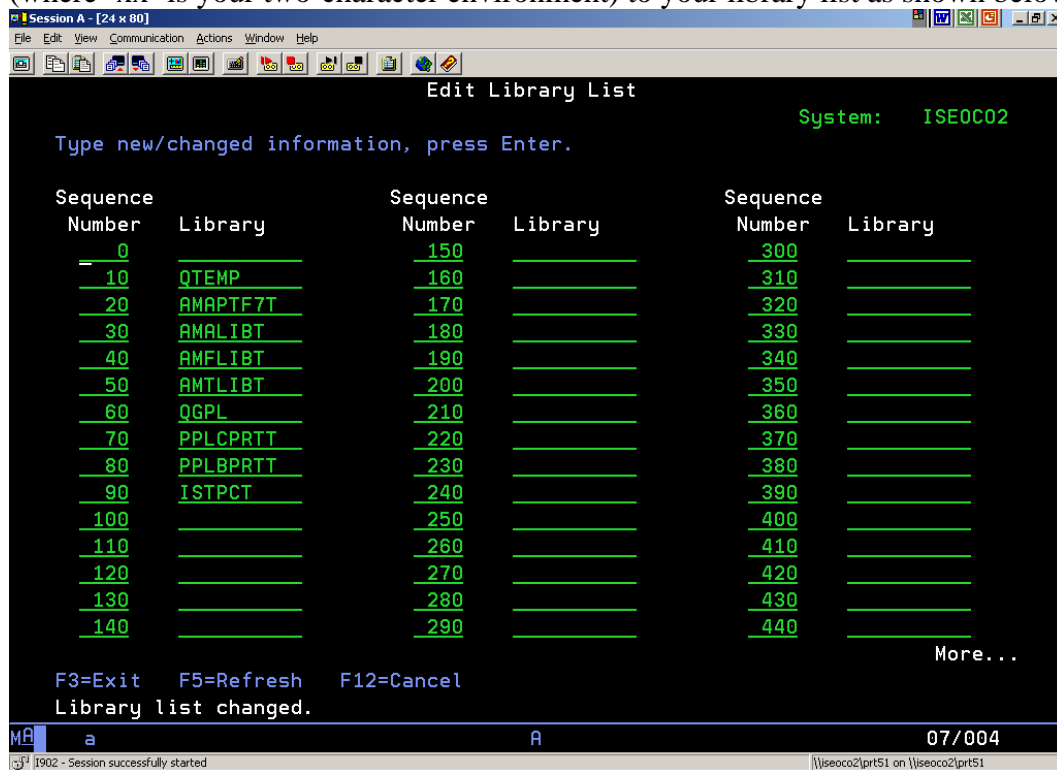 (where "xx" is your two-character environment) to your library list as shown below
Session A - [24 x 80]
File Edit View Communication Actions Window Help
Edit Library List
System: ISEOCO2
Type new/changed information, press Enter.
Sequence Sequence Sequence
Number Library Number Library Number Library
0 150 300
10 QTEMP 160 310
20 AMAPTF7T 170 320
30 AMALIBT 180 330
40 AMFLIBT 190 340
50 AMTLIBT 200 350
60 QGPL 210 360
70 PPLCPRTT 220 370
80 PPLBPRTT 230 380
90 ISTPCT 240 390
100 250 400
110 260 410
120 270 420
130 280 430
140 290 440
More...
F3=Exit F5=Refresh F12=Cancel
Library list changed.
MA a A 07/004
I902 - Session successfully started \\iseoco2\prt51 on \\iseoco2\prt51